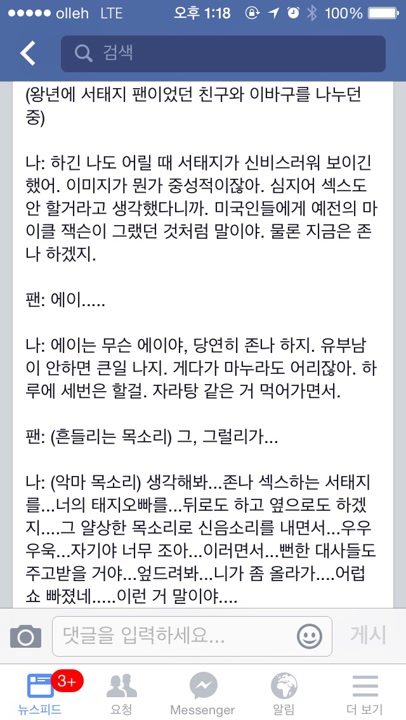 olleh LTE 오후 1:18 100%
검색
(왕년에 서태지 팬이었던 친구와 이바구를 나누던
중)
나: 하긴 나도 어릴 때 서태지가 신비스러워 보이긴
했어. 이미지가 뭔가 중성적이잖아. 심지어 섹스도
안 할거라고 생각했다니까. 미국인들에게 예전의 마
이클 잭슨이 그랬던 것처럼 말이야. 물론 지금은 존
나 하겠지.
팬: 에이.....
나: 에이는 무슨 에이야, 당연히 존나 하지. 유부남
이 안하면 큰일 나지. 게다가 마누라도 어리잖아. 하
루에 세번은 할걸. 자라탕 같은 거 먹어가면서.
팬: (흔들리는 목소리) 그, 그럴리가...
나: (악마 목소리) 생각해봐...존나 섹스하는 서태지
를...너의 태지오빠를...뒤로도 하고 옆으로도 하겠
지....그 얄상한 목소리로 신음소리를 내면서...우우
우욱...자기야 너무 조아...이러면서...뻔한 대사들도
주고받을 거야...엎드려봐...니가 좀 올라가....어럽
쇼 빠졌네.....이런 거 말이야....
댓글을 입력하세요... 게시
3+
뉴스피드 요청 Messenger 알림 더 보기